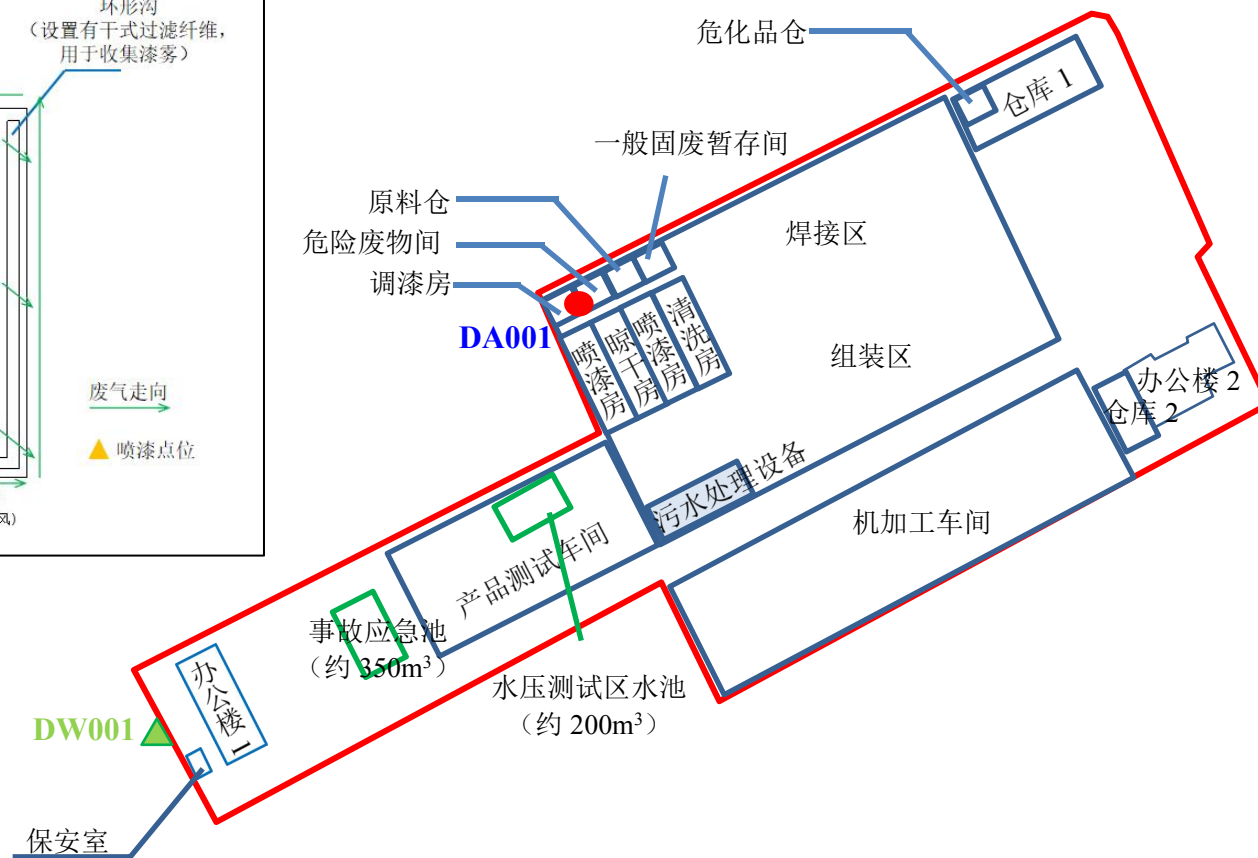 环形沟
（设置有干式过滤纤维，
用于收集漆雾）
废气走向
喷漆点位
风)
危化品仓
仓库 1
一般固废暂存间
原料仓
危险废物间
调漆房
DA001
喷漆房
晾干房
喷漆房
清洗房
焊接区
组装区
办公楼 2
仓库 2
污水处理设备
机加工车间
产品测试车间
事故应急池
（约 350m³）
水压测试区水池
（约 200m³）
办公楼 1
DW001
保安室